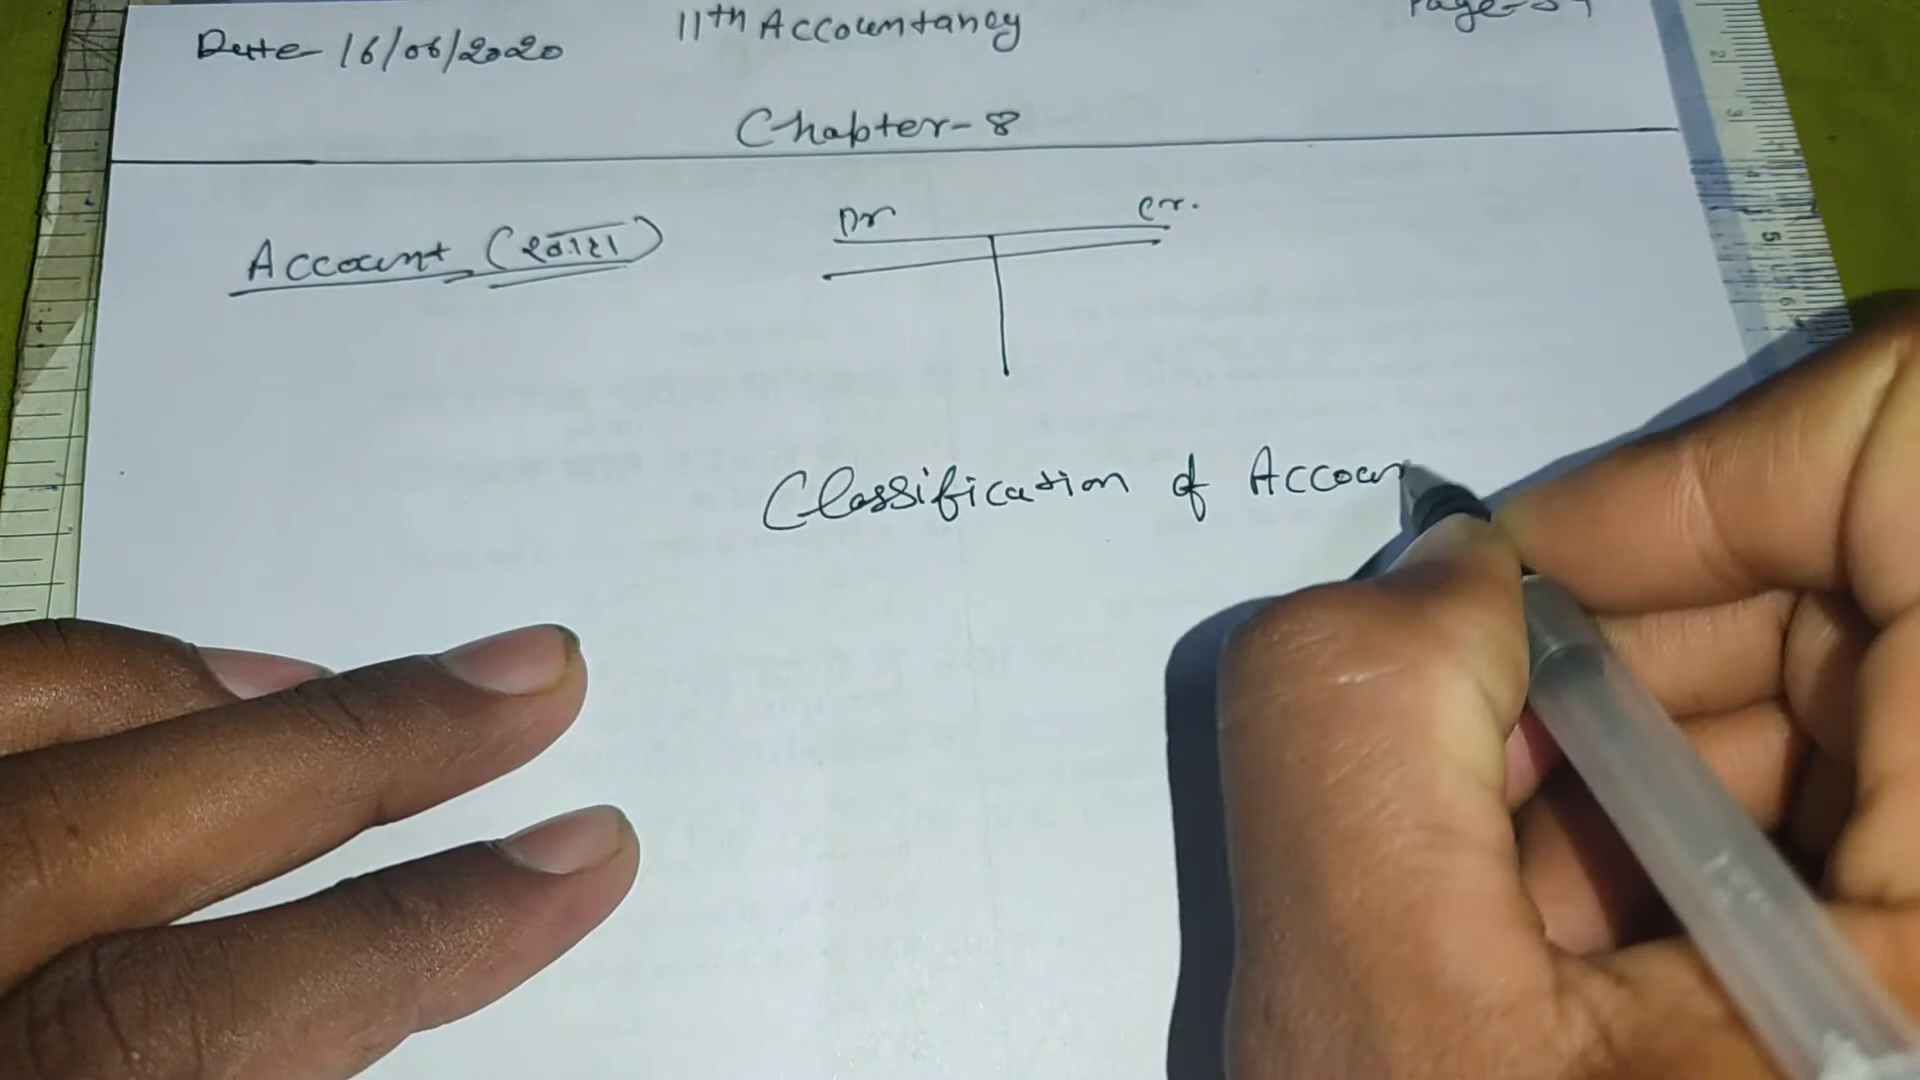 Date- 16/06/2020
11th Accountancy
Chapter-8
Account (खाता)
Dr
Cr.
Classification of Accoun